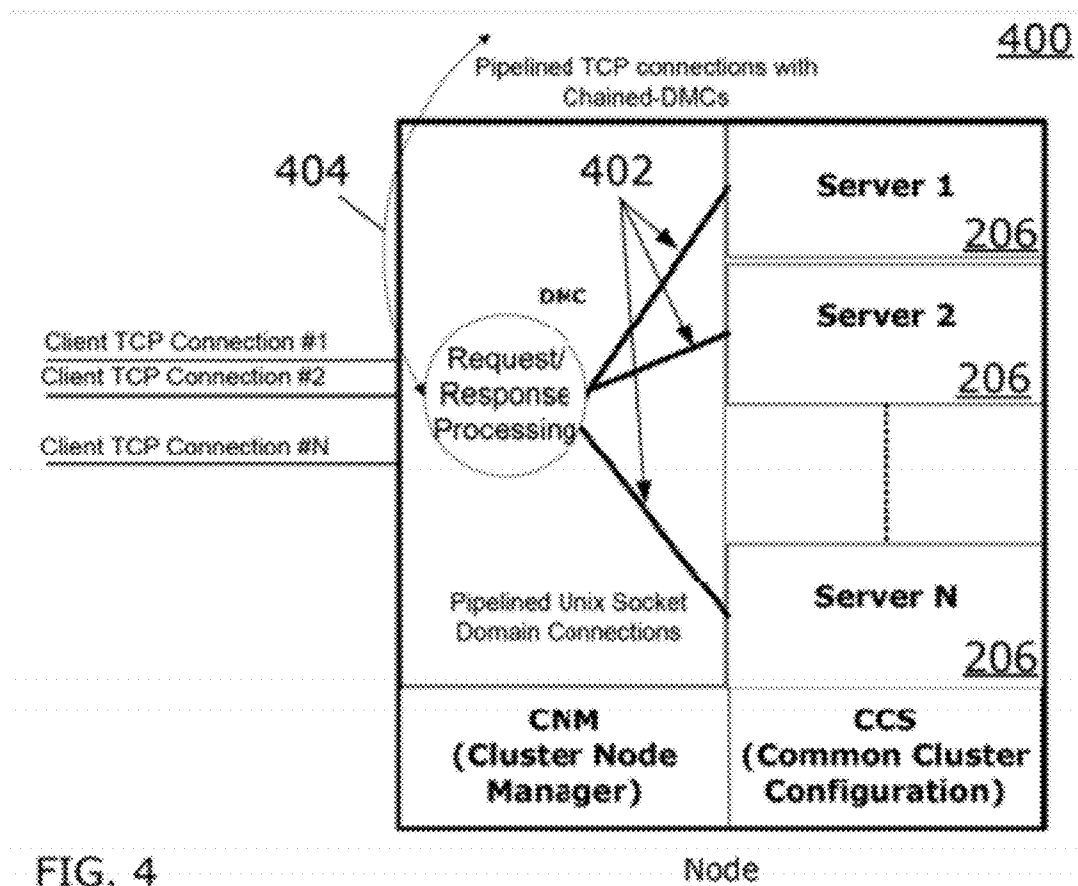 400
Pipelined TCP connections with
Chained-DMCs
404
402
Server 1
206
DMC
Server 2
206
Client TCP Connection #1
Client TCP Connection #2
Client TCP Connection #N
Request/
Response
Processing
Pipelined Unix Socket
Domain Connections
Server N
206
CNM
(Cluster Node
Manager)
CCS
(Common Cluster
Configuration)
FIG. 4
Node